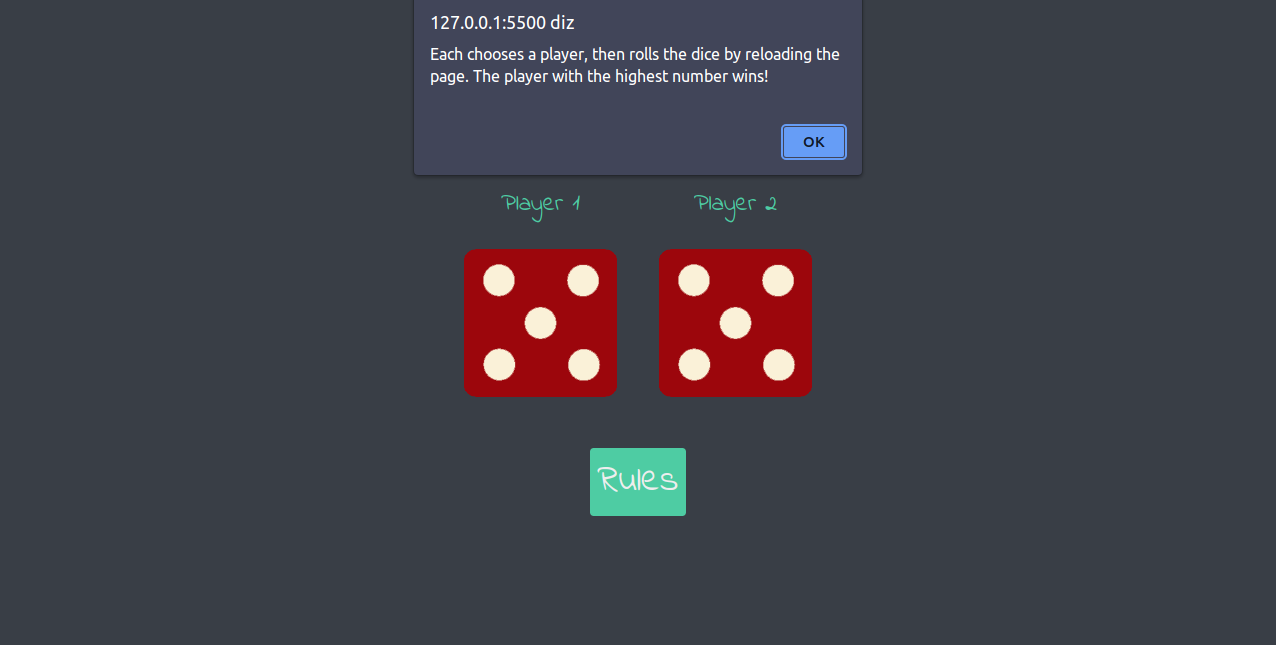 127.0.0.1:5500 diz
Each chooses a player, then rolls the dice by reloading the
page. The player with the highest number wins!
OK
Player 1 Player 2
Rules